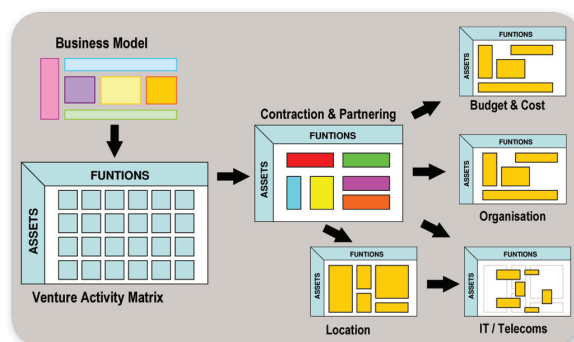 Business Model
FUNTIONS
ASSETS
Venture Activity Matrix
Contraction & Partnering
FUNTIONS
ASSETS
FUNTIONS
ASSETS
Budget & Cost
FUNTIONS
ASSETS
Organisation
FUNTIONS
ASSETS
Location
FUNTIONS
ASSETS
IT / Telecoms